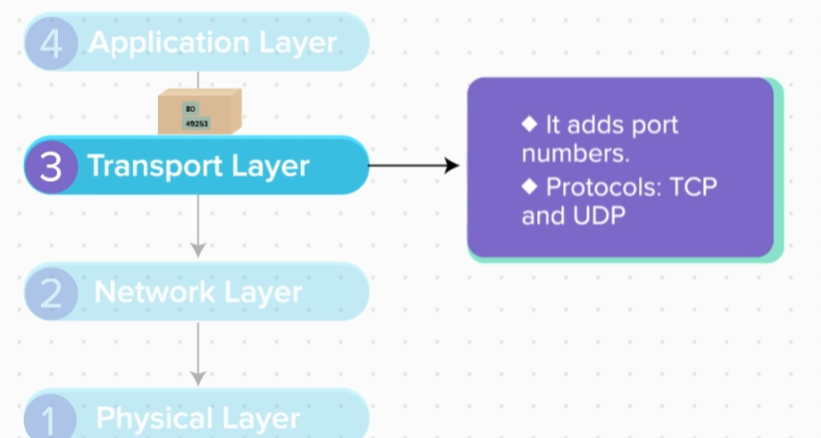 4 Application Layer
80
49253
3 Transport Layer
◆ It adds port
numbers.
◆ Protocols: TCP
and UDP
2 Network Layer
1 Physical Layer